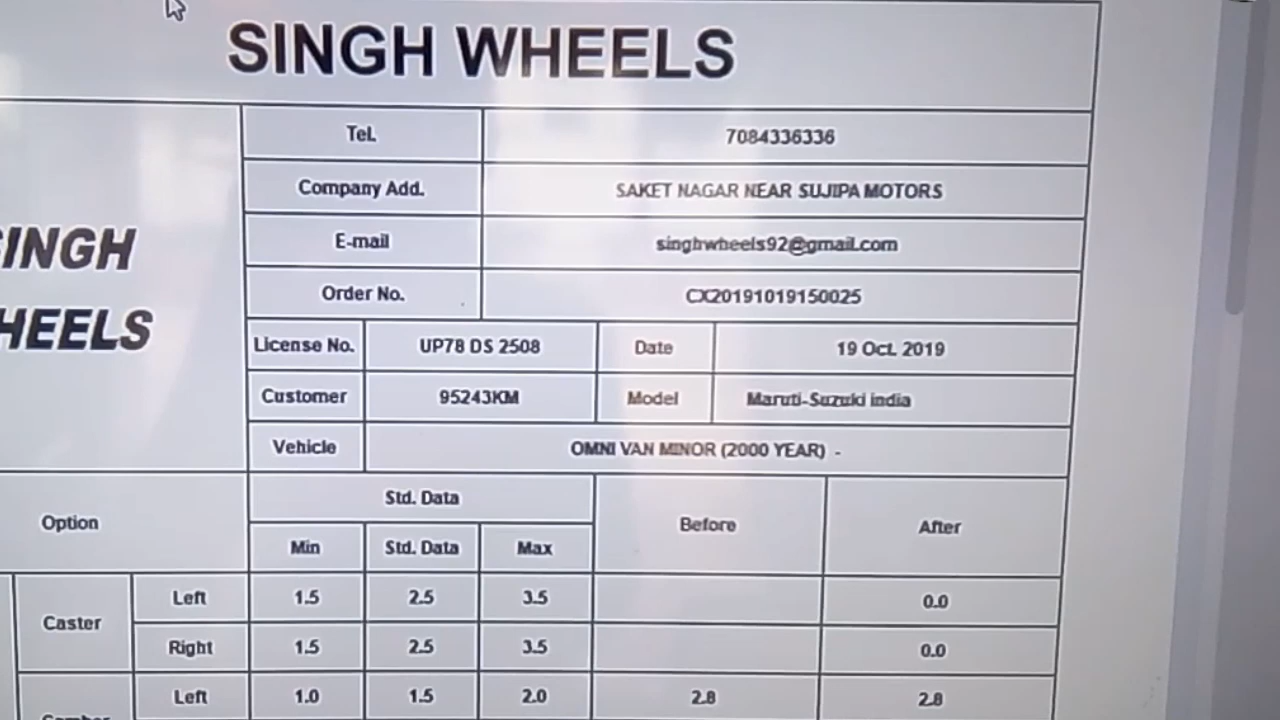 SINGH WHEELS
SINGH
WHEELS
Tel. 7084336336
Company Add. SAKET NAGAR NEAR SUJIPA MOTORS
E-mail singhwheels92@gmail.com
Order No. CX20191019150025
License No. UP78 DS 2508 Date 19 Oct. 2019
Customer 95243KM Model Maruti-Suzuki india
Vehicle OMNI VAN MINOR (2000 YEAR) -
Option Std. Data Before After
Min Std. Data Max
Caster Left 1.5 2.5 3.5 0.0
Right 1.5 2.5 3.5 0.0
Left 1.0 1.5 2.0 2.8 2.8